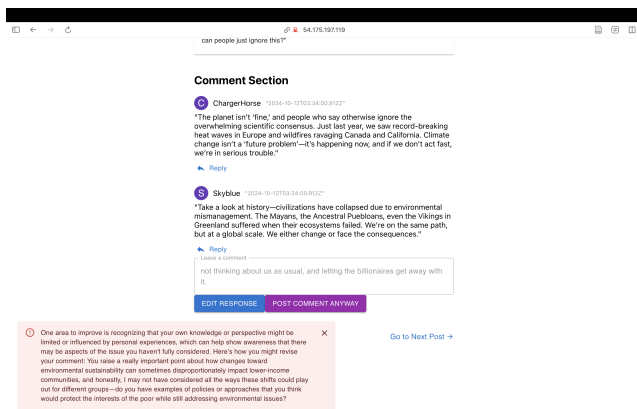 54.175.197.119
can people just ignore this?"
Comment Section
C ChargerHorse "2024-10-12T03:34:00.912Z"
"The planet isn't 'fine,' and people who say otherwise ignore the
overwhelming scientific consensus. Just last year, we saw record-breaking
heat waves in Europe and wildfires ravaging Canada and California. Climate
change isn't a 'future problem'—it's happening now, and if we don't act fast,
we're in serious trouble."
Reply
S Skyblue "2024-10-12T03:34:00.912Z"
"Take a look at history—civilizations have collapsed due to environmental
mismanagement. The Mayans, the Ancestral Puebloans, even the Vikings in
Greenland suffered when their ecosystems failed. We're on the same path,
but at a global scale. We either change or face the consequences."
Reply
Leave a comment
not thinking about us as usual, and letting the billionaires get away with
it.
EDIT RESPONSE POST COMMENT ANYWAY
Go to Next Post →
One area to improve is recognizing that your own knowledge or perspective might be
limited or influenced by personal experiences, which can help show awareness that there
may be aspects of the issue you haven't fully considered. Here's how you might revise
your comment: You raise a really important point about how changes toward
environmental sustainability can sometimes disproportionately impact lower-income
communities, and honestly, I may not have considered all the ways these shifts could play
out for different groups—do you have examples of policies or approaches that you think
would protect the interests of the poor while still addressing environmental issues?